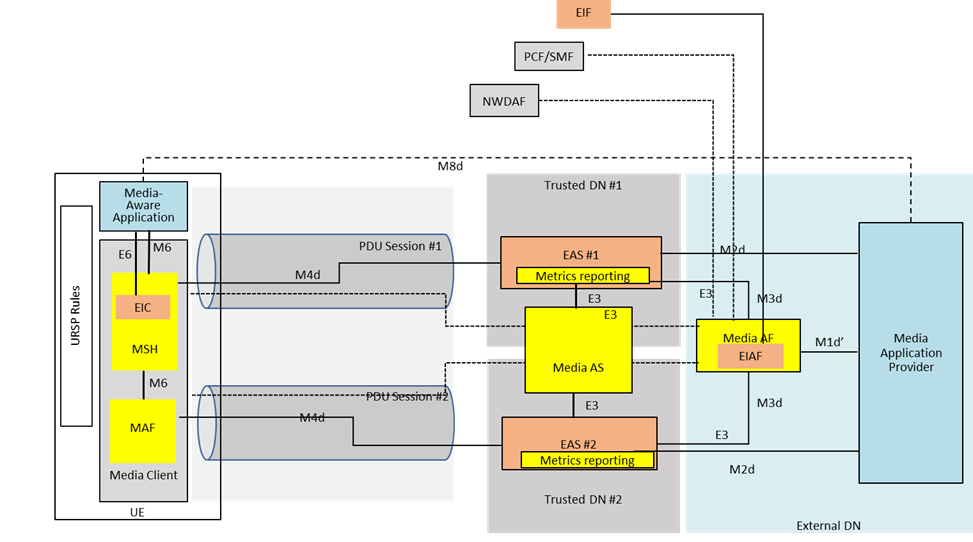 EIF
PCF/SMF
NWDAF
M8d
Media-
Aware
Application
E6
M6
URSP Rules
EIC
MSH
M6
MAF
Media Client
UE
PDU Session #1
M4d
PDU Session #2
M4d
Trusted DN #1
EAS #1
Metrics reporting
E3
E3
Media AS
E3
EAS #2
Metrics reporting
Trusted DN #2
M2d
E3
M3d
Media AF
EIAF
M1d’
M3d
E3
M2d
Media
Application
Provider
External DN